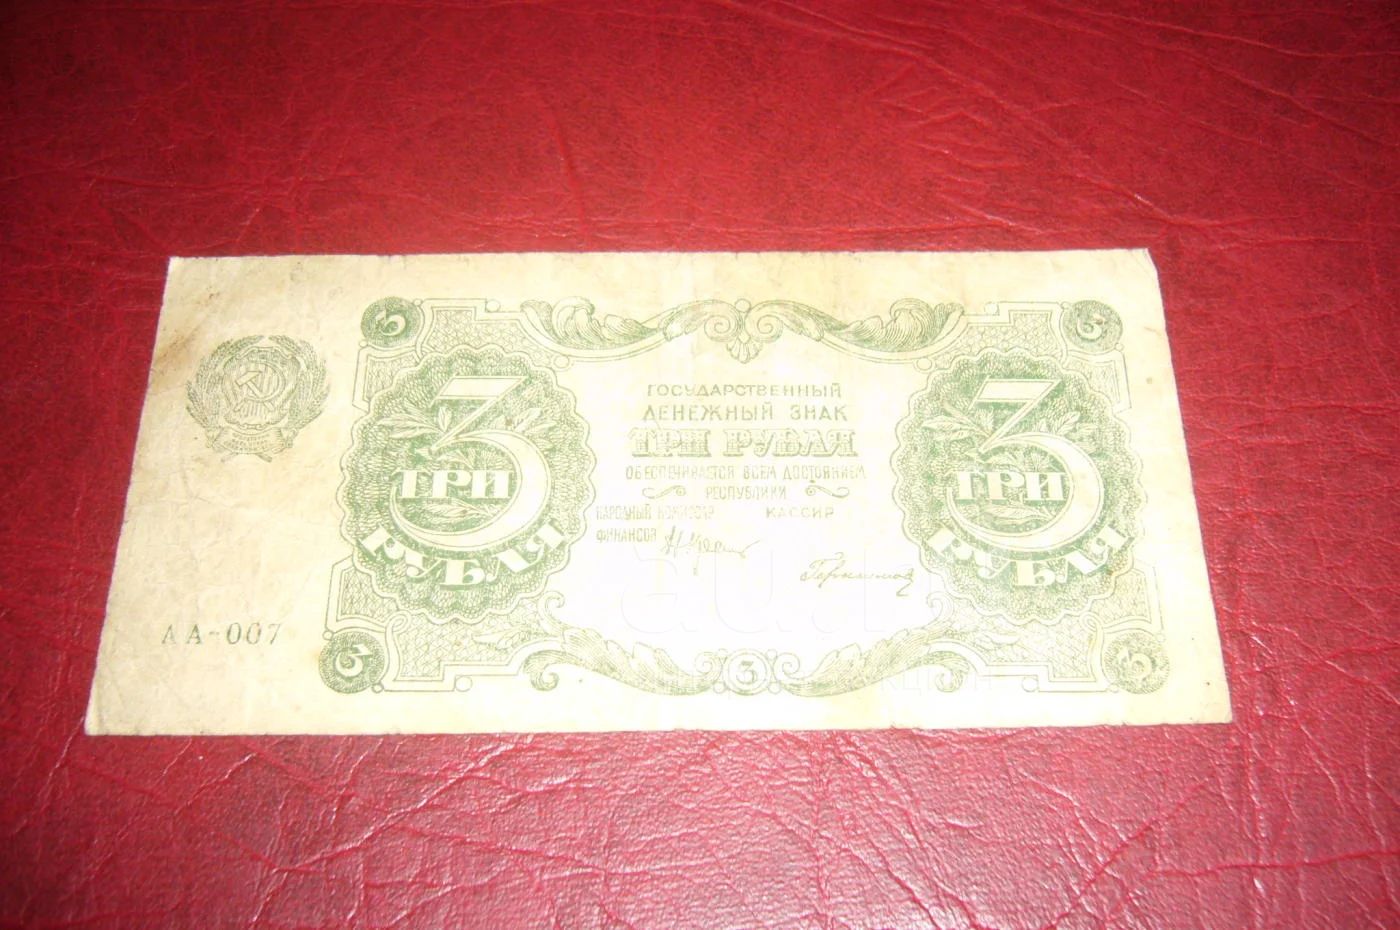 3 3
ГОСУДАРСТВЕННЫЙ
ДЕНЕЖНЫЙ ЗНАК
ТРИ РУБЛЯ
ОБЕСПЕЧИВАЕТСЯ ВСЕМ ДОСТОЯНИЕМ
РЕСПУБЛИКИ
НАРОДНЫЙ КОМИССАР
ФИНАНСОВ
КАССИР
3
ТРИ
РУБЛЯ
3
ТРИ
РУБЛЯ
АА-007
3 3 3